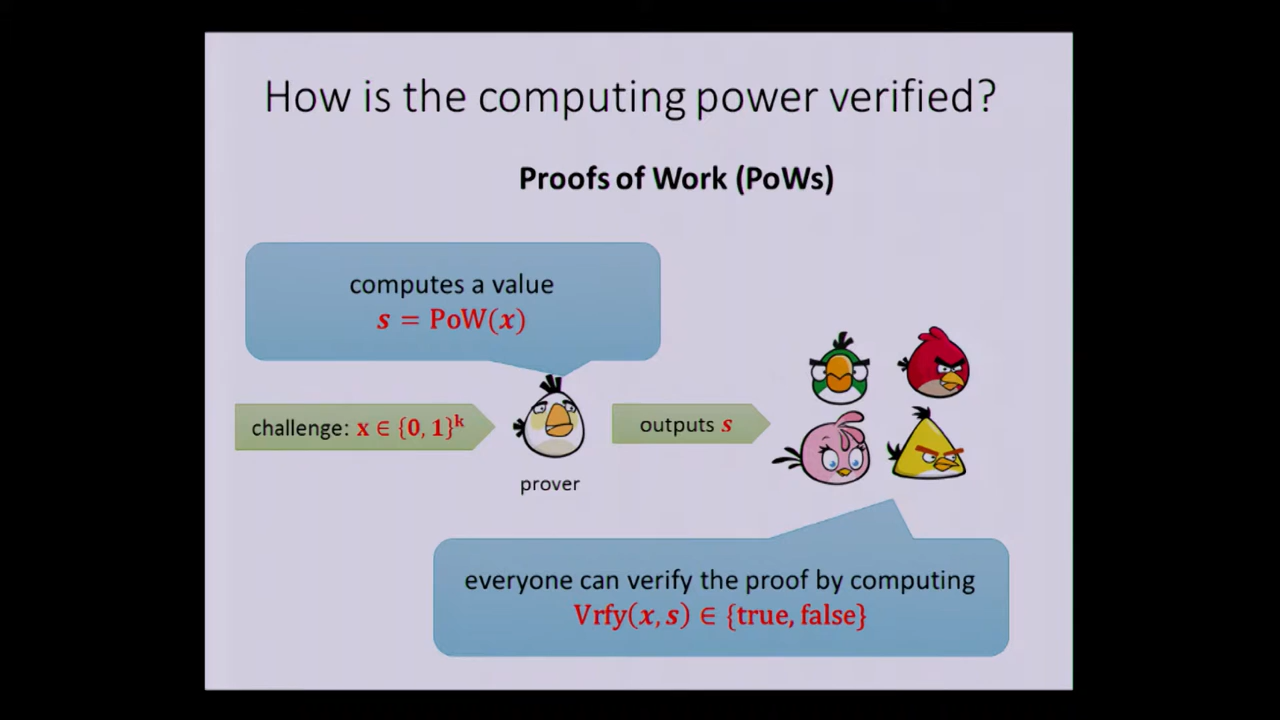 How is the computing power verified?
Proofs of Work (PoWs)
computes a value
s = PoW(x)
challenge: x ∈ {0, 1}^k
outputs s
prover
everyone can verify the proof by computing
Vrfy(x, s) ∈ {true, false}